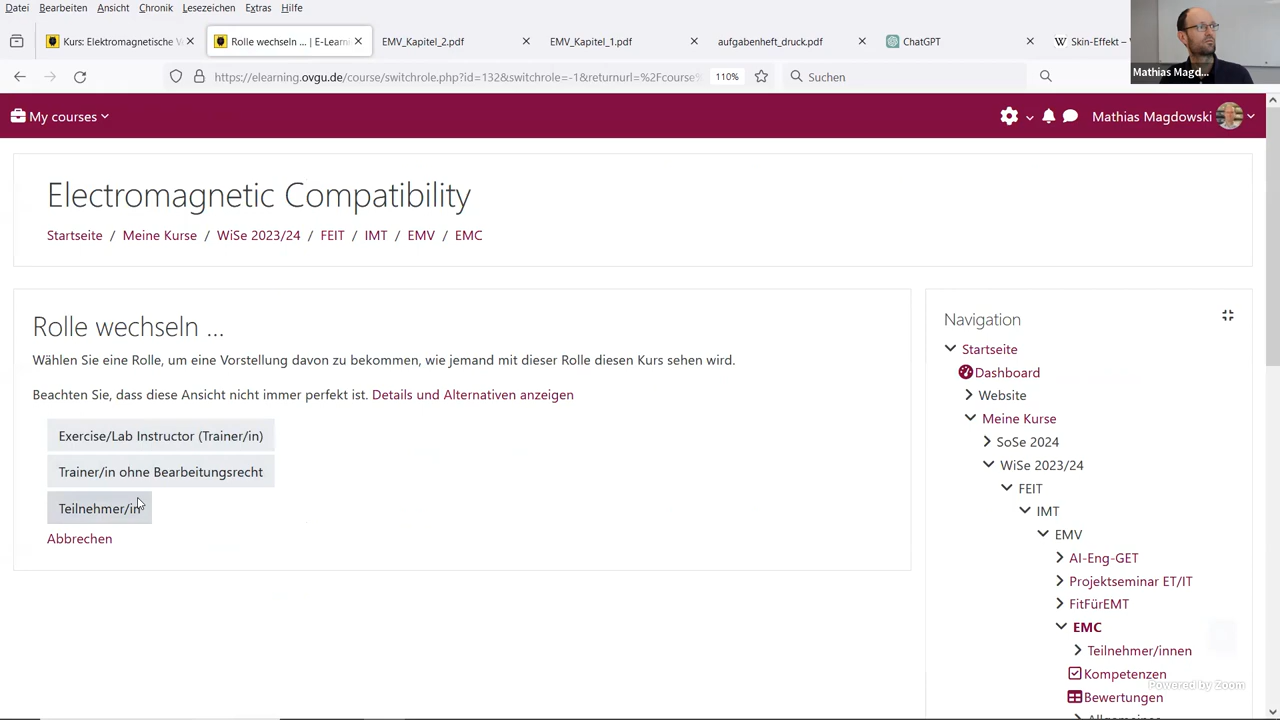 Datei Bearbeiten Ansicht Chronik Lesezeichen Extras Hilfe
Kurs: Elektromagnetische V
Rolle wechseln ... | E-Learn
EMV_Kapitel_2.pdf
EMV_Kapitel_1.pdf
aufgabenheft_druck.pdf
ChatGPT
Skin-Effekt –
Mathias Magd...
https://elearning.ovgu.de/course/switchrole.php?id=132&switchrole=-1&returnurl=%2Fcourse
110%
Suchen
My courses
Mathias Magdowski
Electromagnetic Compatibility
Startseite / Meine Kurse / WiSe 2023/24 / FEIT / IMT / EMV / EMC
Rolle wechseln ...
Wählen Sie eine Rolle, um eine Vorstellung davon zu bekommen, wie jemand mit dieser Rolle diesen Kurs sehen wird.
Beachten Sie, dass diese Ansicht nicht immer perfekt ist. Details und Alternativen anzeigen
Exercise/Lab Instructor (Trainer/in)
Trainer/in ohne Bearbeitungsrecht
Teilnehmer/in
Abbrechen
Navigation
Startseite
Dashboard
Website
Meine Kurse
SoSe 2024
WiSe 2023/24
FEIT
IMT
EMV
AI-Eng-GET
Projektseminar ET/IT
FitFürEMT
EMC
Teilnehmer/innen
Kompetenzen
Powered by Zoom
Bewertungen
Allgemeines